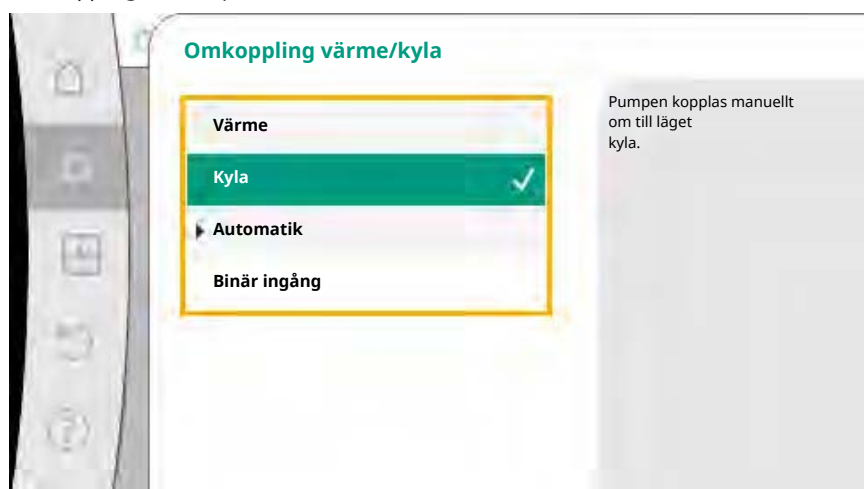 Omkoppling värme/kyla
Värme
Kyla
Automatik
Binär ingång
Pumpen kopplas manuellt
om till läget
kyla.